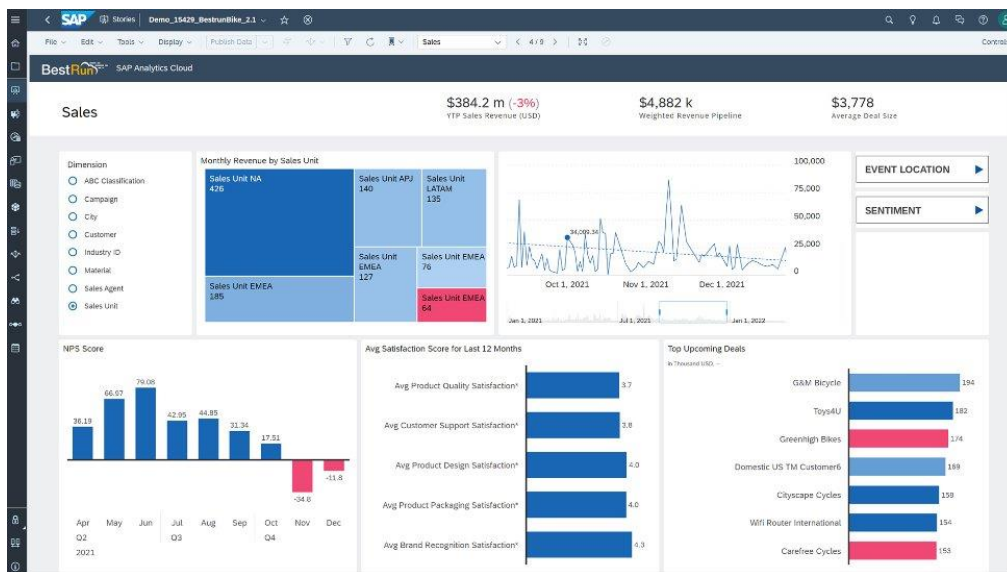 SAP Stories Demo_15429_BestrunBike_2.1
File Edit Tools Display Publish Data Sales 4 / 9 Control
BestRun SAP Analytics Cloud
Sales
$384.2 m (-3%)
YTP Sales Revenue (USD)
$4,882 k
Weighted Revenue Pipeline
$3,778
Average Deal Size
Dimension
ABC Classification
Campaign
City
Customer
Industry ID
Material
Sales Agent
Sales Unit
Monthly Revenue by Sales Unit
Sales Unit NA
426
Sales Unit EMEA
185
Sales Unit APJ
140
Sales Unit
LATAM
135
Sales Unit
EMEA
127
Sales Unit EMEA
76
Sales Unit EMEA
64
100,000
75,000
50,000
25,000
0
34,009.34
Oct 1, 2021 Nov 1, 2021 Dec 1, 2021
Jan 1, 2021 Jul 1, 2021 Jan 1, 2022
EVENT LOCATION
SENTIMENT
NPS Score
36.19
66.67
79.08
42.95
44.85
31.34
17.51
-34.8
-11.8
Apr May Jun Jul Aug Sep Oct Nov Dec
Q2 Q3 Q4
2021
Avg Satisfaction Score for Last 12 Months
Avg Product Quality Satisfaction* 3.7
Avg Customer Support Satisfaction* 3.8
Avg Product Design Satisfaction* 4.0
Avg Product Packaging Satisfaction* 4.0
Avg Brand Recognition Satisfaction* 4.3
Top Upcoming Deals
In Thousand USD, –
G&M Bicycle 194
Toys4U 182
Greenhigh Bikes 174
Domestic US TM Customer6 169
Cityscape Cycles 158
Wifi Router International 154
Carefree Cycles 153